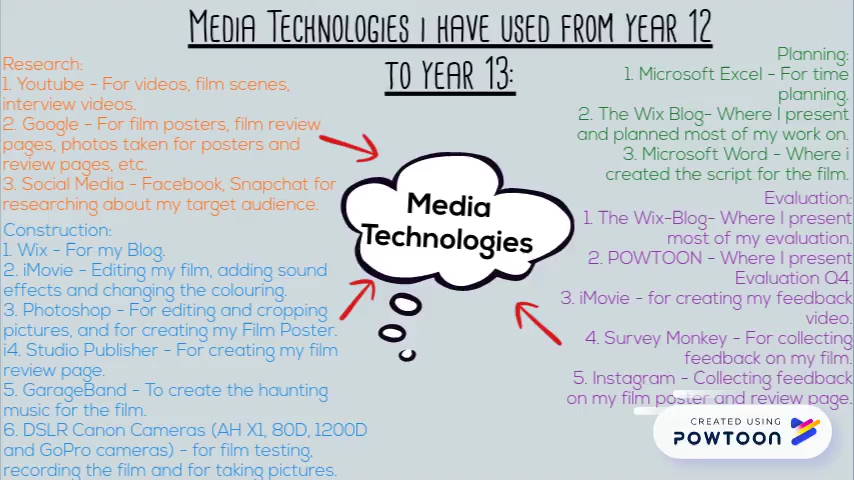 MEDIA TECHNOLOGIES I HAVE USED FROM YEAR 12
TO YEAR 13:
Research:
1. Youtube - For videos, film scenes,
interview videos.
2. Google - For film posters, film review
pages, photos taken for posters and
review pages, etc.
3. Social Media - Facebook, Snapchat for
researching about my target audience.
Construction:
1. Wix - For my Blog.
2. iMovie - Editing my film, adding sound
effects and changing the colouring.
3. Photoshop - For editing and cropping
pictures, and for creating my Film Poster.
i4. Studio Publisher - For creating my film
review page.
5. GarageBand - To create the haunting
music for the film.
6. DSLR Canon Cameras (AH X1, 80D, 1200D
and GoPro cameras) - for film testing,
recording the film and for taking pictures.
Media
Technologies
Planning:
1. Microsoft Excel - For time
planning.
2. The Wix Blog- Where I present
and planned most of my work on.
3. Microsoft Word - Where i
created the script for the film.
Evaluation:
1. The Wix-Blog- Where I present
most of my evaluation.
2. POWTOON - Where I present
Evaluation Q4.
3. iMovie - for creating my feedback
video.
4. Survey Monkey - For collecting
feedback on my film.
5. Instagram - Collecting feedback
on my film poster and review page.
CREATED USING
POWTOON